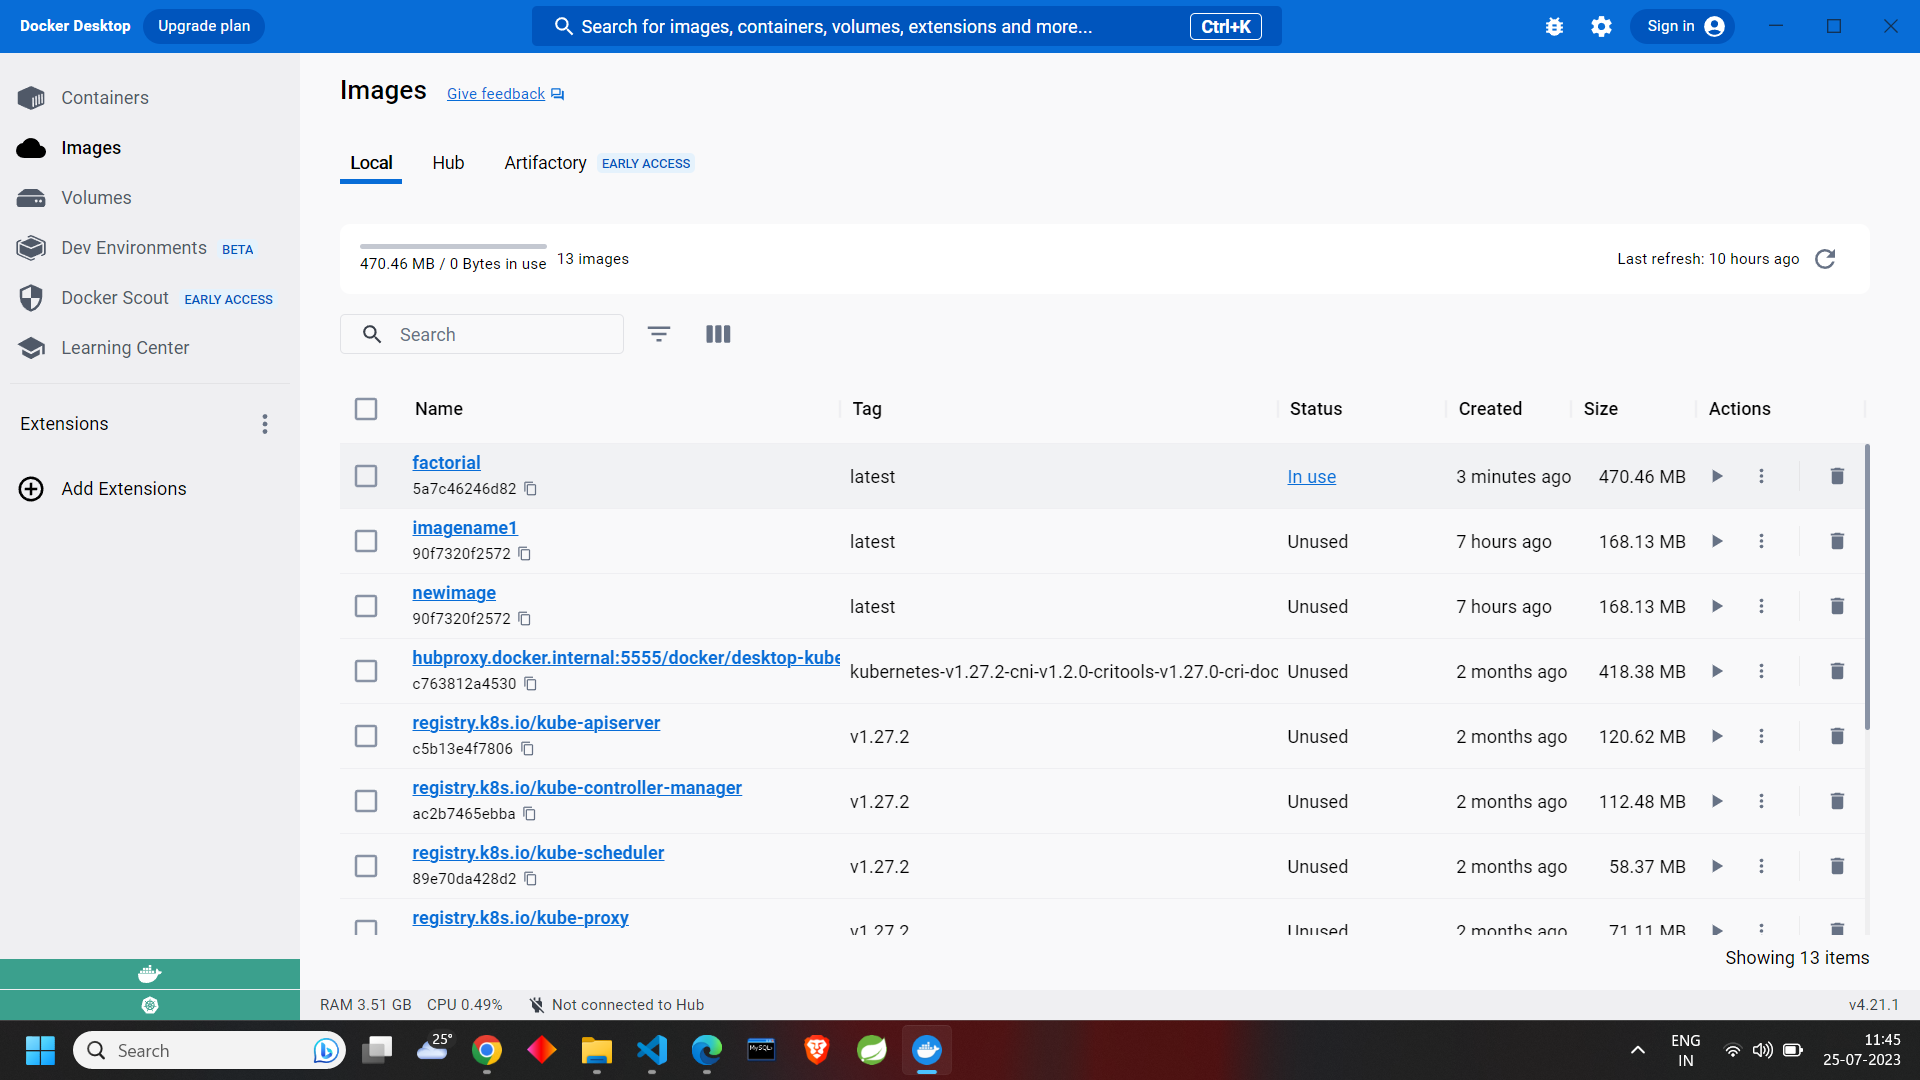 Docker Desktop Upgrade plan Search for images, containers, volumes, extensions and more... Ctrl+K Sign in
Containers
Images
Volumes
Dev Environments BETA
Docker Scout EARLY ACCESS
Learning Center
Extensions
Add Extensions
Images Give feedback
Local Hub Artifactory EARLY ACCESS
470.46 MB / 0 Bytes in use 13 images Last refresh: 10 hours ago
Search
Name Tag Status Created Size Actions
factorial
5a7c46246d82 latest In use 3 minutes ago 470.46 MB
imagename1
90f7320f2572 latest Unused 7 hours ago 168.13 MB
newimage
90f7320f2572 latest Unused 7 hours ago 168.13 MB
hubproxy.docker.internal:5555/docker/desktop-kube
c763812a4530 kubernetes-v1.27.2-cni-v1.2.0-critools-v1.27.0-cri-doc Unused 2 months ago 418.38 MB
registry.k8s.io/kube-apiserver
c5b13e4f7806 v1.27.2 Unused 2 months ago 120.62 MB
registry.k8s.io/kube-controller-manager
ac2b7465ebba v1.27.2 Unused 2 months ago 112.48 MB
registry.k8s.io/kube-scheduler
89e70da428d2 v1.27.2 Unused 2 months ago 58.37 MB
registry.k8s.io/kube-proxy
v1.27.2 Unused 2 months ago 71.11 MB
Showing 13 items
RAM 3.51 GB CPU 0.49% Not connected to Hub v4.21.1
Search 25° MySQL ENG IN 11:45
25-07-2023